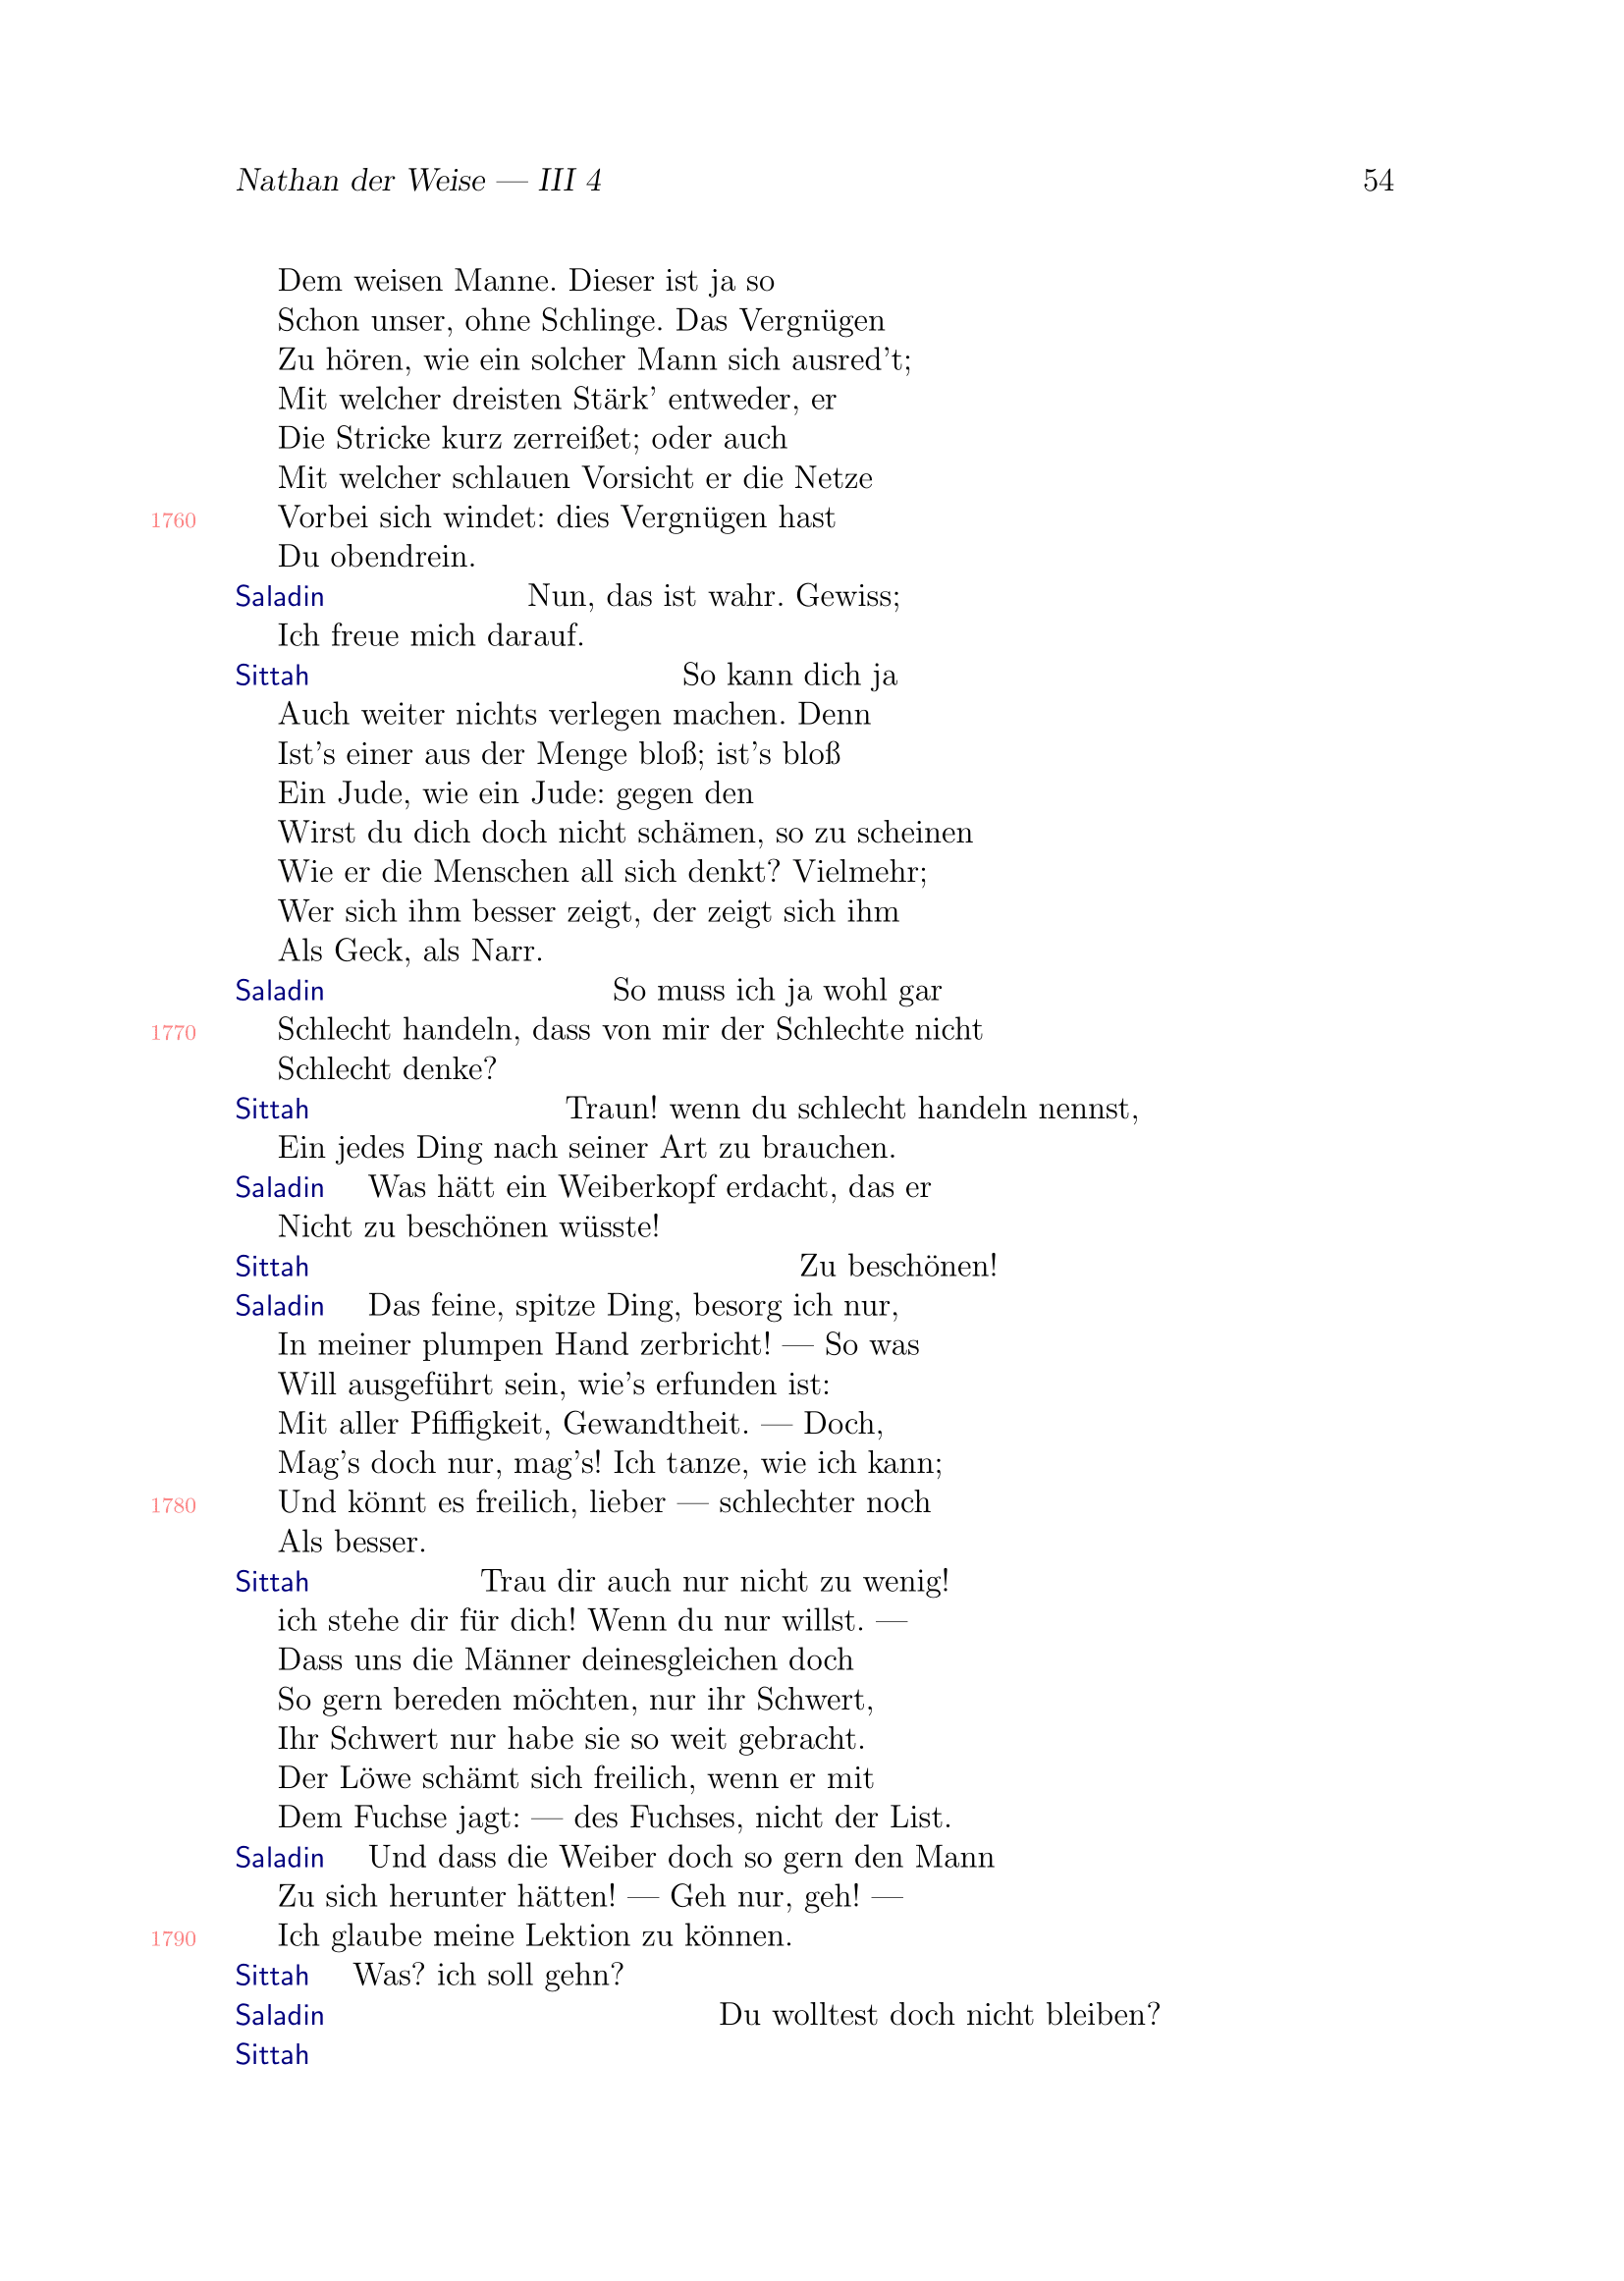 Nathan der Weise — III 4 54
Dem weisen Manne. Dieser ist ja so
Schon unser, ohne Schlinge. Das Vergnügen
Zu hören, wie ein solcher Mann sich ausred't;
Mit welcher dreisten Stärk' entweder, er
Die Stricke kurz zerreißet; oder auch
Mit welcher schlauen Vorsicht er die Netze
1760 Vorbei sich windet: dies Vergnügen hast
Du obendrein.
Saladin Nun, das ist wahr. Gewiss;
Ich freue mich darauf.
Sittah So kann dich ja
Auch weiter nichts verlegen machen. Denn
Ist's einer aus der Menge bloß; ist's bloß
Ein Jude, wie ein Jude: gegen den
Wirst du dich doch nicht schämen, so zu scheinen
Wie er die Menschen all sich denkt? Vielmehr;
Wer sich ihm besser zeigt, der zeigt sich ihm
Als Geck, als Narr.
Saladin So muss ich ja wohl gar
1770 Schlecht handeln, dass von mir der Schlechte nicht
Schlecht denke?
Sittah Traun! wenn du schlecht handeln nennst,
Ein jedes Ding nach seiner Art zu brauchen.
Saladin Was hätt ein Weiberkopf erdacht, das er
Nicht zu beschönen wüsste!
Sittah Zu beschönen!
Saladin Das feine, spitze Ding, besorg ich nur,
In meiner plumpen Hand zerbricht! — So was
Will ausgeführt sein, wie's erfunden ist:
Mit aller Pfiffigkeit, Gewandtheit. — Doch,
Mag's doch nur, mag's! Ich tanze, wie ich kann;
1780 Und könnt es freilich, lieber — schlechter noch
Als besser.
Sittah Trau dir auch nur nicht zu wenig!
ich stehe dir für dich! Wenn du nur willst. —
Dass uns die Männer deinesgleichen doch
So gern bereden möchten, nur ihr Schwert,
Ihr Schwert nur habe sie so weit gebracht.
Der Löwe schämt sich freilich, wenn er mit
Dem Fuchse jagt: — des Fuchses, nicht der List.
Saladin Und dass die Weiber doch so gern den Mann
Zu sich herunter hätten! — Geh nur, geh! —
1790 Ich glaube meine Lektion zu können.
Sittah Was? ich soll gehn?
Saladin Du wolltest doch nicht bleiben?
Sittah